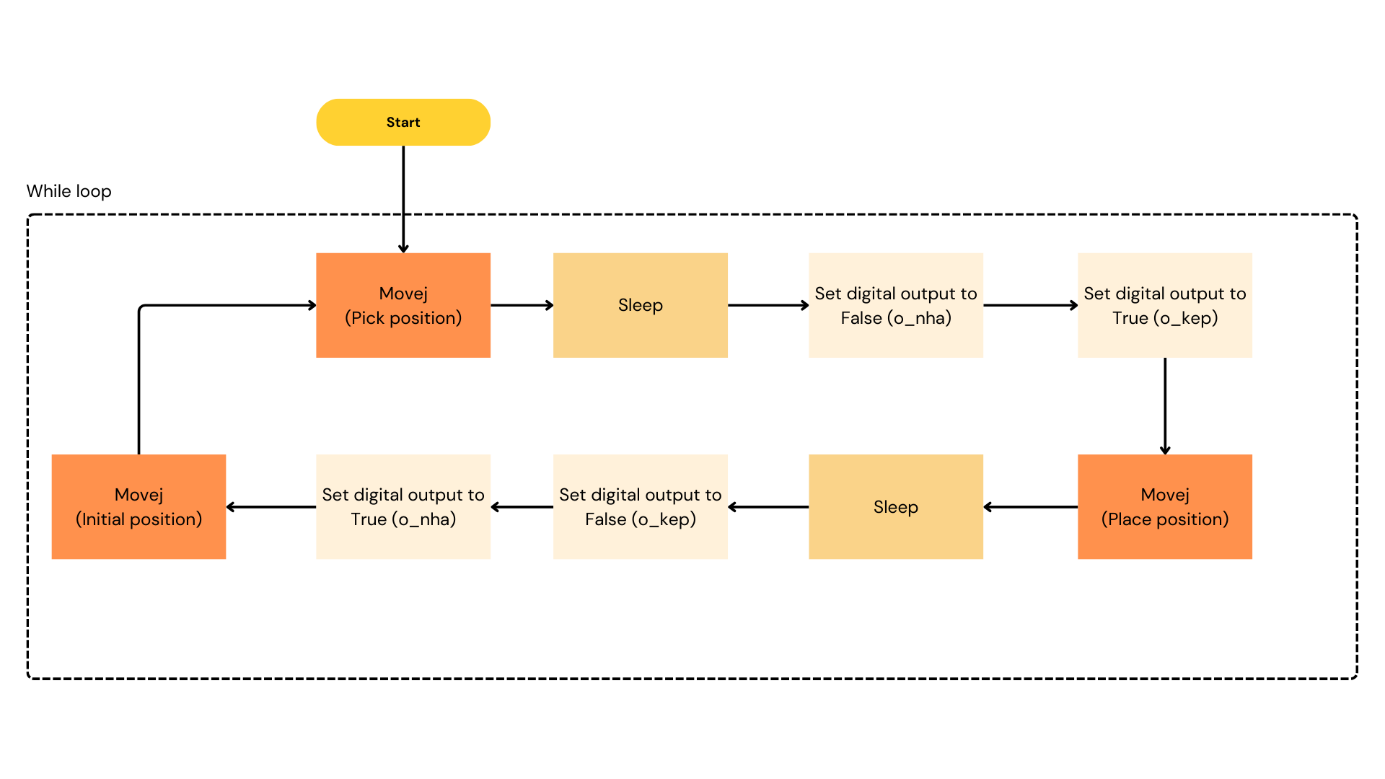 Start
While loop
Movej
(Pick position)
Sleep
Set digital output to
False (o_nha)
Set digital output to
True (o_kep)
Movej
(Place position)
Sleep
Set digital output to
False (o_kep)
Set digital output to
True (o_nha)
Movej
(Initial position)